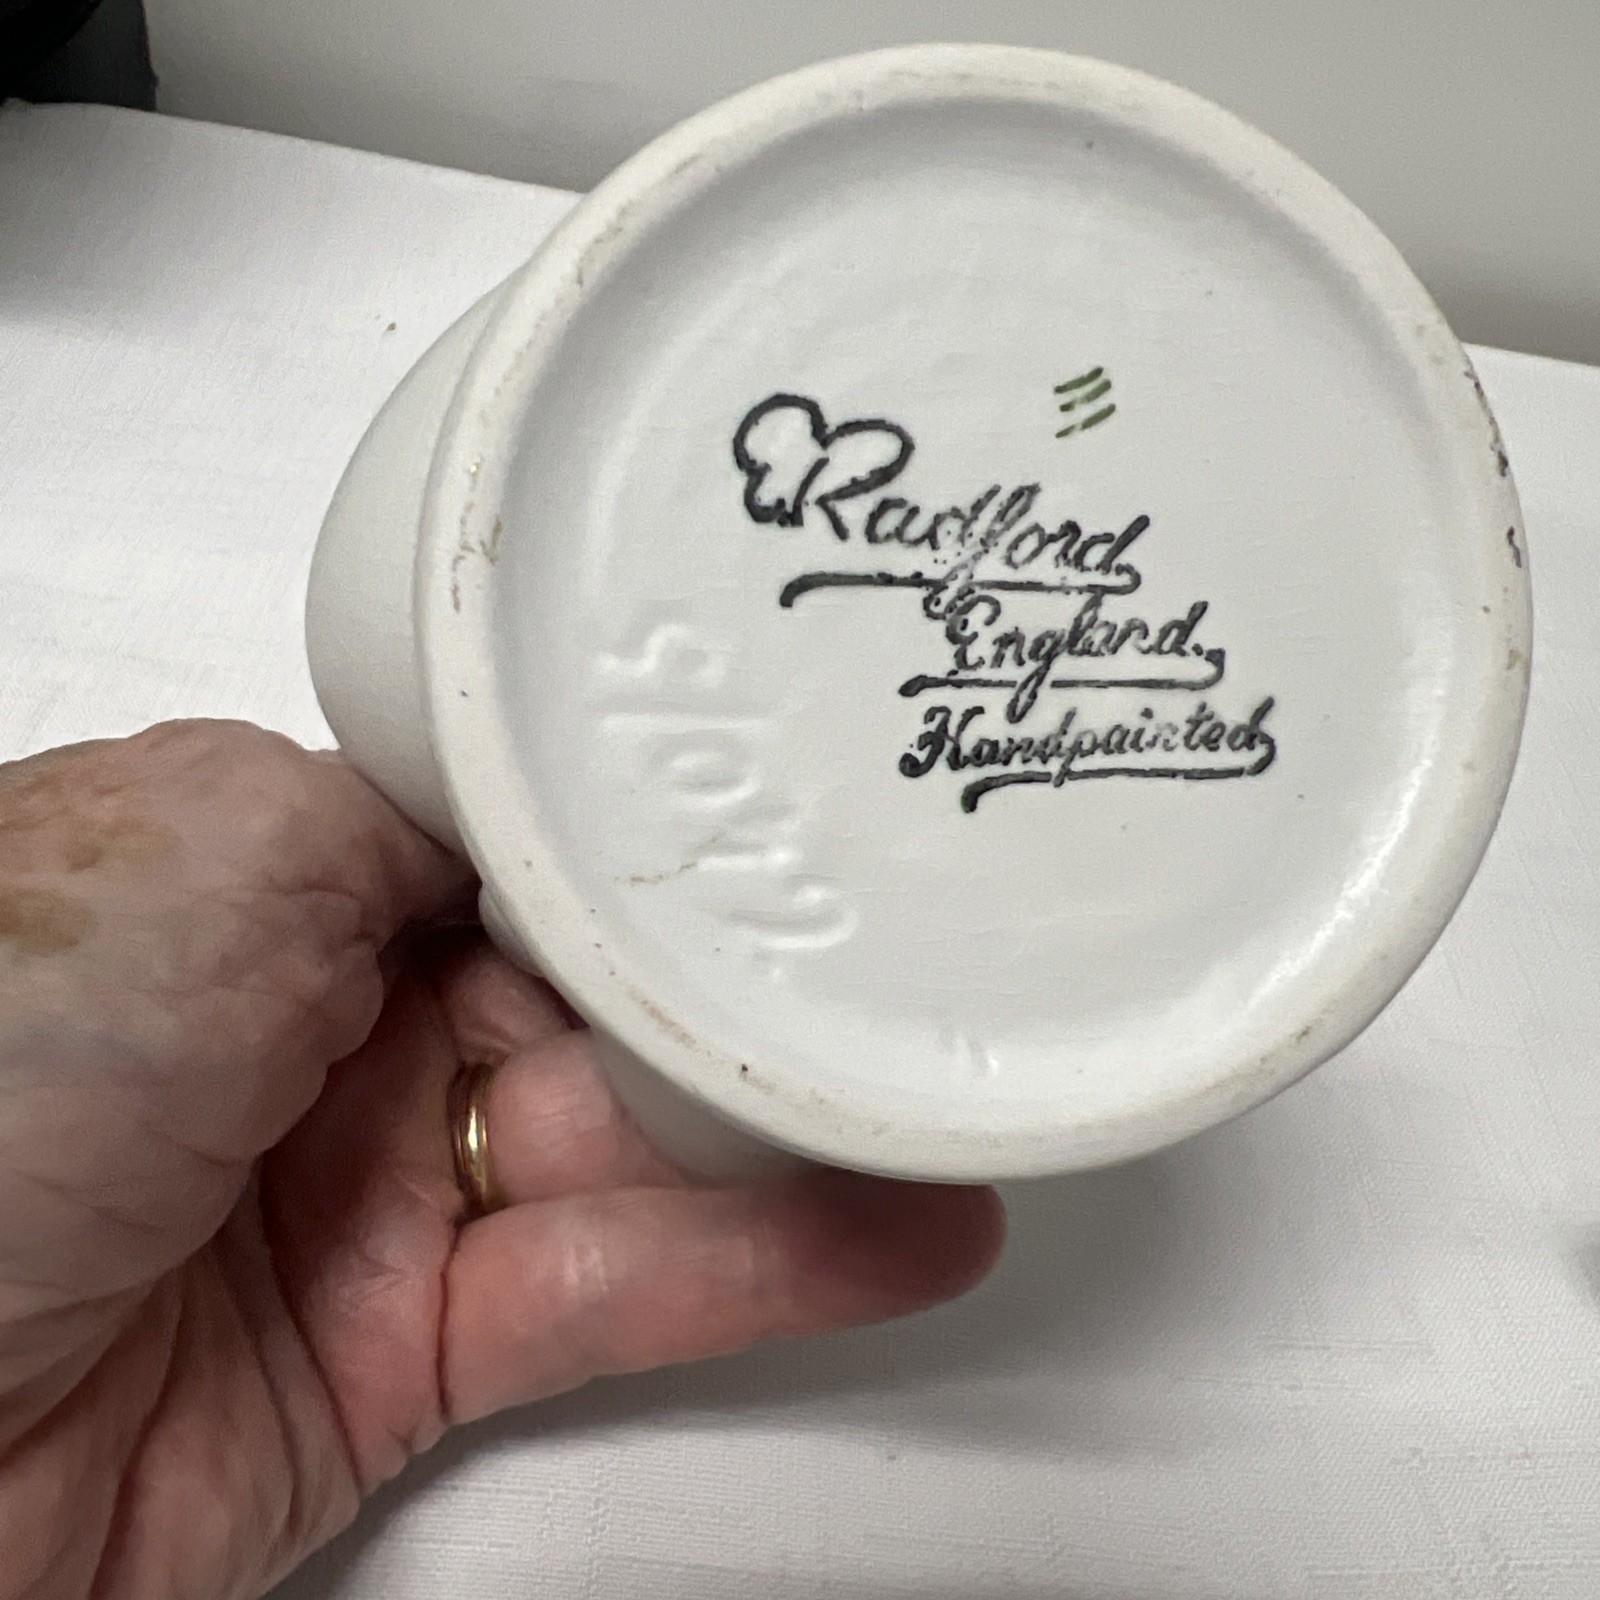 E. Radford.
England.
Handpainted